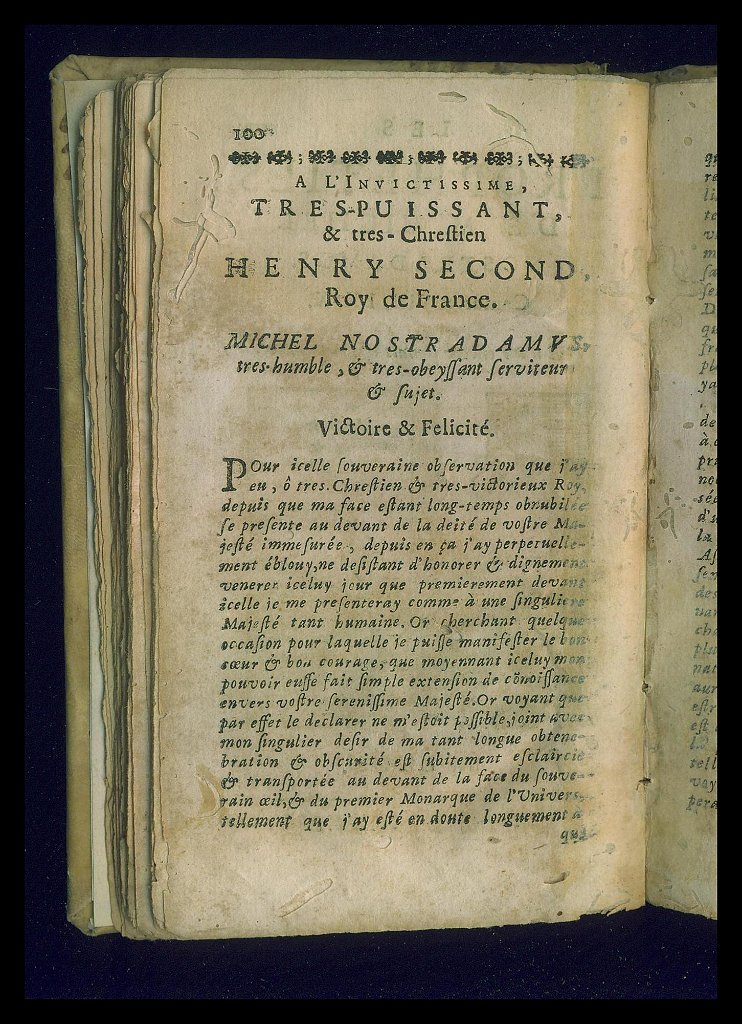 100
A L'INVICTISSIME,
TRES-PUISSANT,
& tres-Chreſtien
HENRY SECOND,
Roy de France.
MICHEL NOSTRADAMVS,
tres-humble, & tres-obeyſſant ſerviteur
& ſujet.
Victoire & Felicité.
POur icelle ſouveraine obſervation que j'ay
eu, ô tres-Chreſtien & tres-victorieux Roy,
depuis que ma face eſtant long-temps obnubilée
ſe preſente au devant de la deité de voſtre Ma-
jeſté immeſurée, depuis en ça j'ay perpetuelle-
ment éblouy, ne deſiſtant d'honorer & dignement
venerer iceluy jour que premierement devant
icelle je me preſenteray comme à une ſinguliere
Majeſté tant humaine. Or cherchant quelque
occaſion pour laquelle je puiſſe manifeſter le bon
cœur & bon courage, que moyennant iceluy mon
pouvoir euſſe fait ſimple extenſion de cõnoiſſance
envers voſtre ſereniſſime Majeſté. Or voyant que
par effet le declarer ne m'eſtoit poſſible, joint avec
mon ſingulier deſir de ma tant longue obtene-
bration & obſcurité eſt ſubitement eſclaircie
& tranſportée au devant de la face du ſouve-
rain œil, & du premier Monarque de l'Univers,
tellement que j'ay eſté en doute longuement à